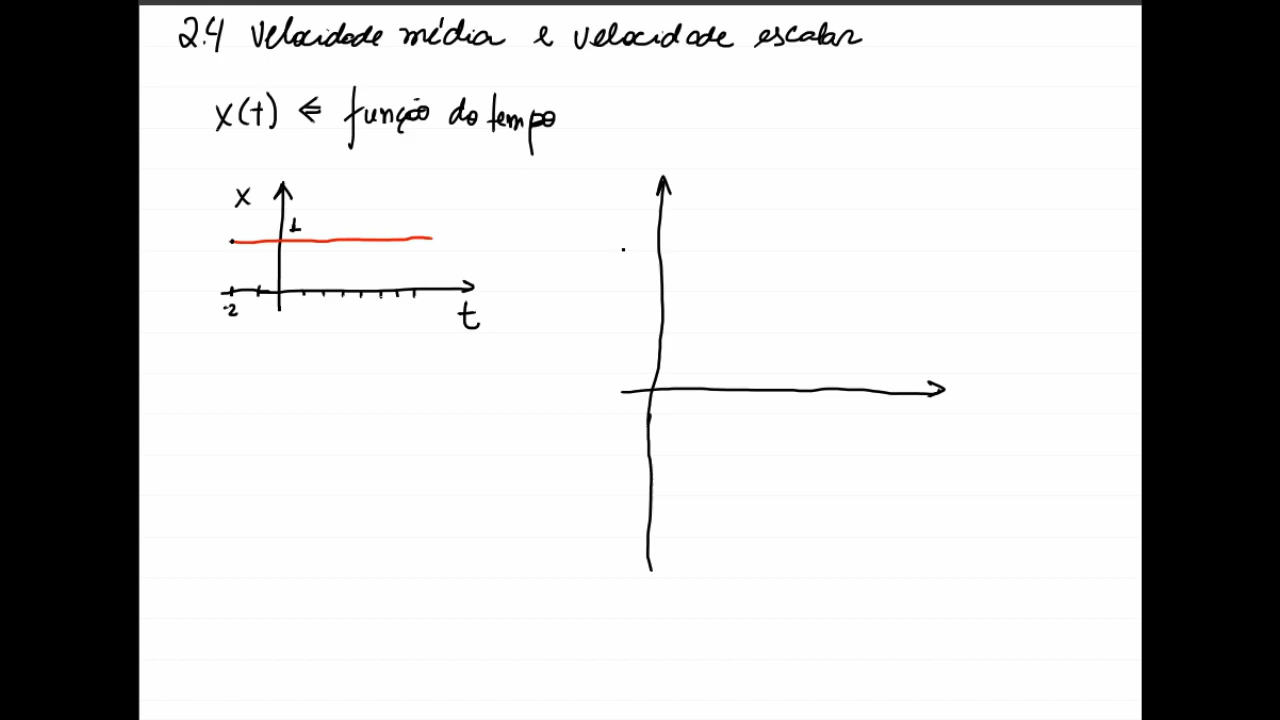 2.4 Velocidade média e velocidade escalar
x(t) ⇐ função do tempo
x
1
-2
t